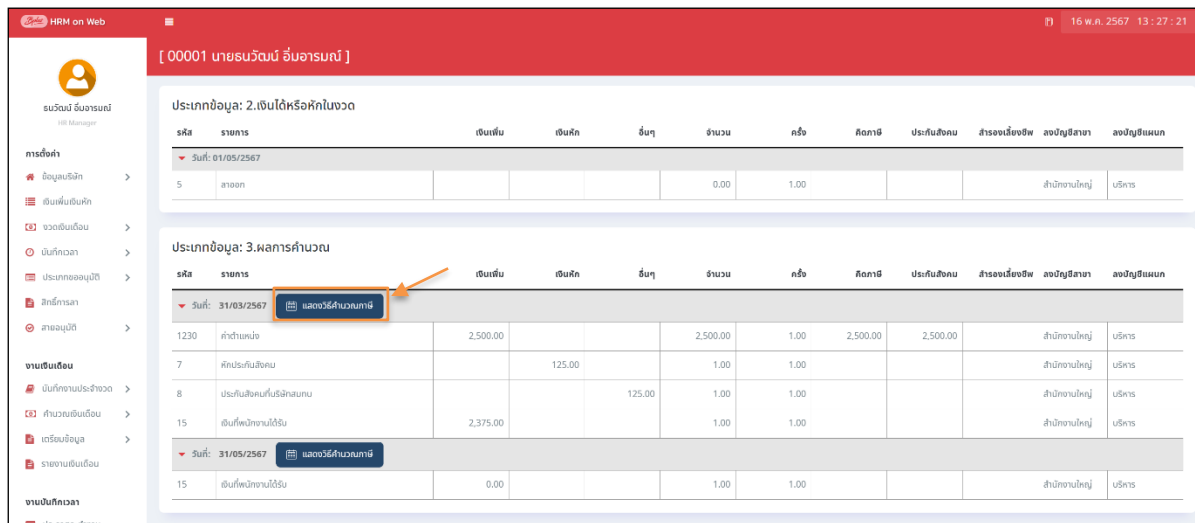 HRM on Web
16 พ.ค. 2567 13 : 27 : 21
[ 00001 นายธนวัฒน์ อิ่มอารมณ์ ]
ธนวัฒน์ อิ่มอารมณ์
HR Manager
การตั้งค่า
ข้อมูลบริษัท
เงินเพิ่มเงินหัก
งวดเงินเดือน
บันทึกเวลา
ประเภทขออนุมัติ
สิทธิ์การลา
สายอนุมัติ
งานเงินเดือน
บันทึกงานประจำงวด
คำนวณเงินเดือน
เตรียมข้อมูล
รายงานเงินเดือน
งานบันทึกเวลา
ประเภทข้อมูล: 2.เงินได้หรือหักในงวด
รหัส รายการ เงินเพิ่ม เงินหัก อื่นๆ จำนวน ครั้ง คิดภาษี ประกันสังคม สำรองเลี้ยงชีพ ลงบัญชีสาขา ลงบัญชีแผนก
วันที่: 01/05/2567
5 ลาออก 0.00 1.00 สำนักงานใหญ่ บริหาร
ประเภทข้อมูล: 3.ผลการคำนวณ
รหัส รายการ เงินเพิ่ม เงินหัก อื่นๆ จำนวน ครั้ง คิดภาษี ประกันสังคม สำรองเลี้ยงชีพ ลงบัญชีสาขา ลงบัญชีแผนก
วันที่: 31/03/2567 แสดงวิธีคำนวณภาษี
1230 ค่าตำแหน่ง 2,500.00 2,500.00 1.00 2,500.00 2,500.00 สำนักงานใหญ่ บริหาร
7 หักประกันสังคม 125.00 1.00 1.00 สำนักงานใหญ่ บริหาร
8 ประกันสังคมที่บริษัทสมทบ 125.00 1.00 1.00 สำนักงานใหญ่ บริหาร
15 เงินที่พนักงานได้รับ 2,375.00 1.00 1.00 สำนักงานใหญ่ บริหาร
วันที่: 31/05/2567 แสดงวิธีคำนวณภาษี
15 เงินที่พนักงานได้รับ 0.00 1.00 1.00 สำนักงานใหญ่ บริหาร